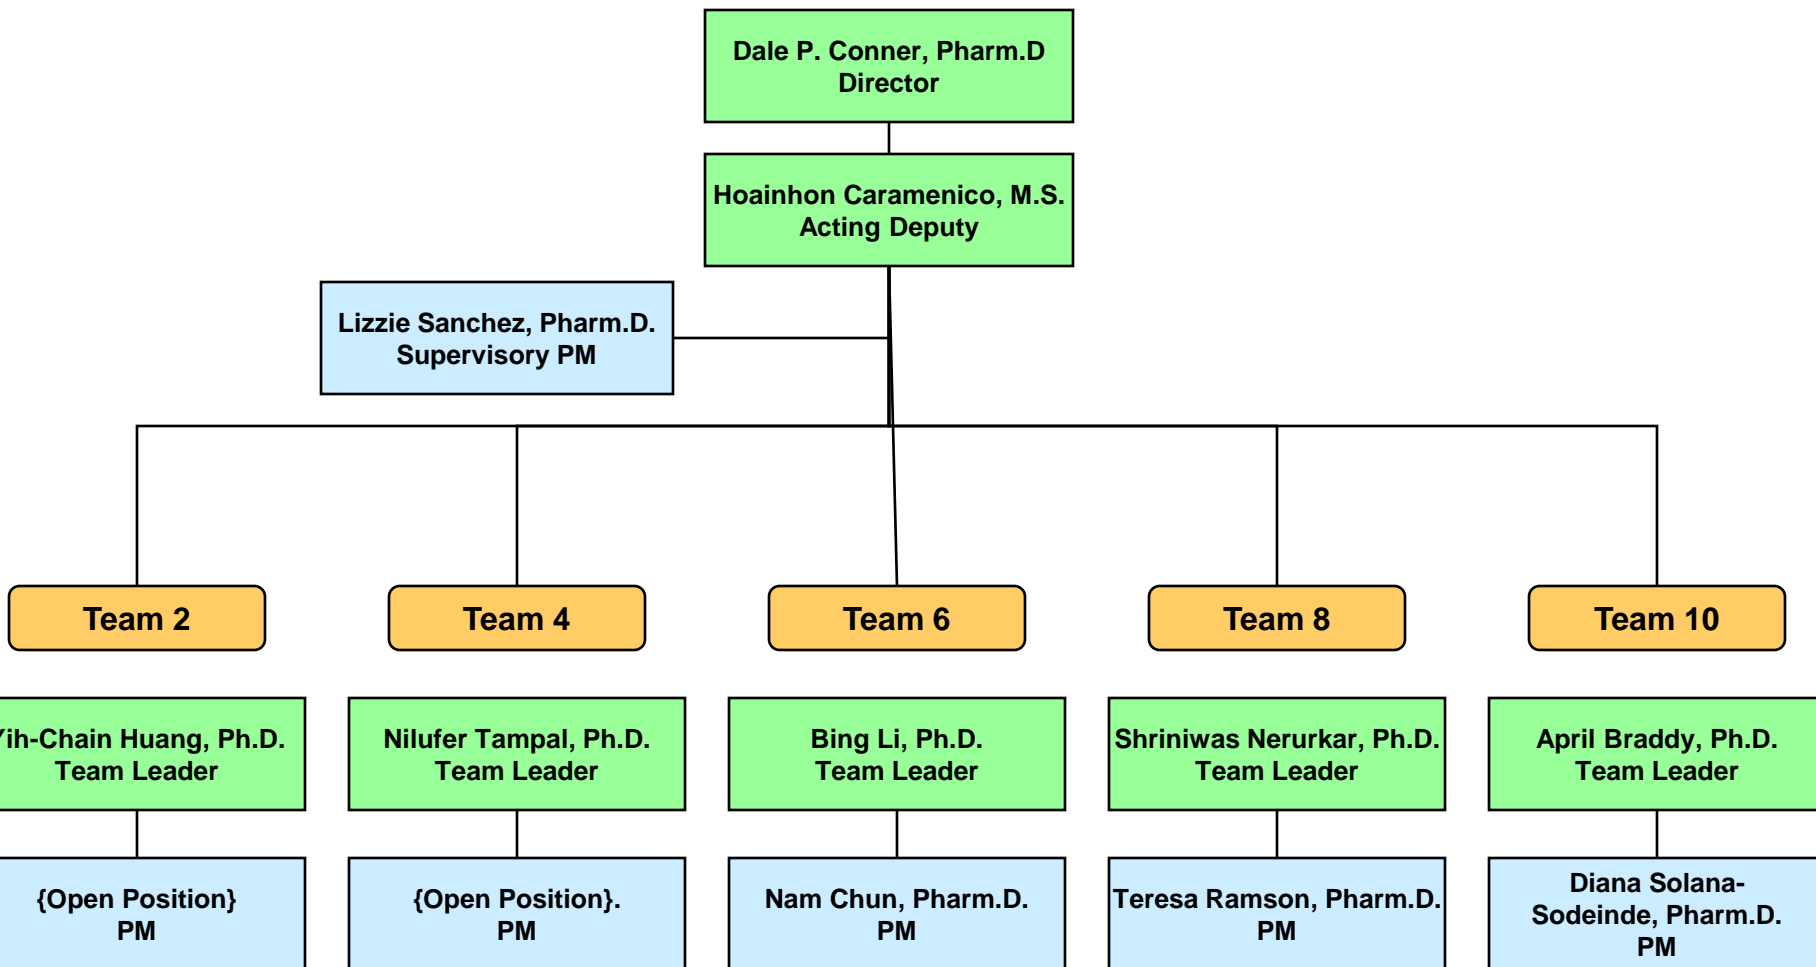 Dale P. Conner, Pharm.D
Director
Hoainhon Caramenico, M.S.
Acting Deputy
Lizzie Sanchez, Pharm.D.
Supervisory PM
Team 2
Team 4
Team 6
Team 8
Team 10
Yih-Chain Huang, Ph.D.
Team Leader
Nilufer Tampal, Ph.D.
Team Leader
Bing Li, Ph.D.
Team Leader
Shriniwas Nerurkar, Ph.D.
Team Leader
April Braddy, Ph.D.
Team Leader
{Open Position}
PM
{Open Position}.
PM
Nam Chun, Pharm.D.
PM
Teresa Ramson, Pharm.D.
PM
Diana Solana-
Sodeinde, Pharm.D.
PM